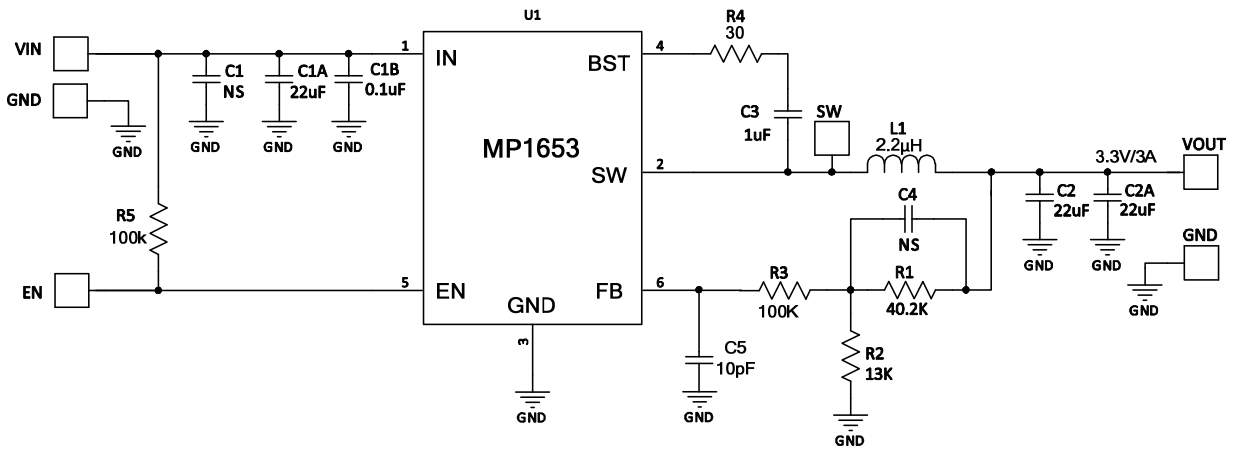 U1
R4
30
VIN
1
IN
4
BST
C1
NS
C1A
22uF
C1B
0.1uF
GND
GND
GND
GND
GND
C3
1uF
SW
L1
2.2µH
MP1653
SW
2
3.3V/3A
VOUT
C4
NS
C2
22uF
C2A
22uF
R5
100k
GND
GND
GND
EN
5
EN
GND
FB
6
R3
100K
R1
40.2K
GND
3
C5
10pF
R2
13K
GND
GND
GND